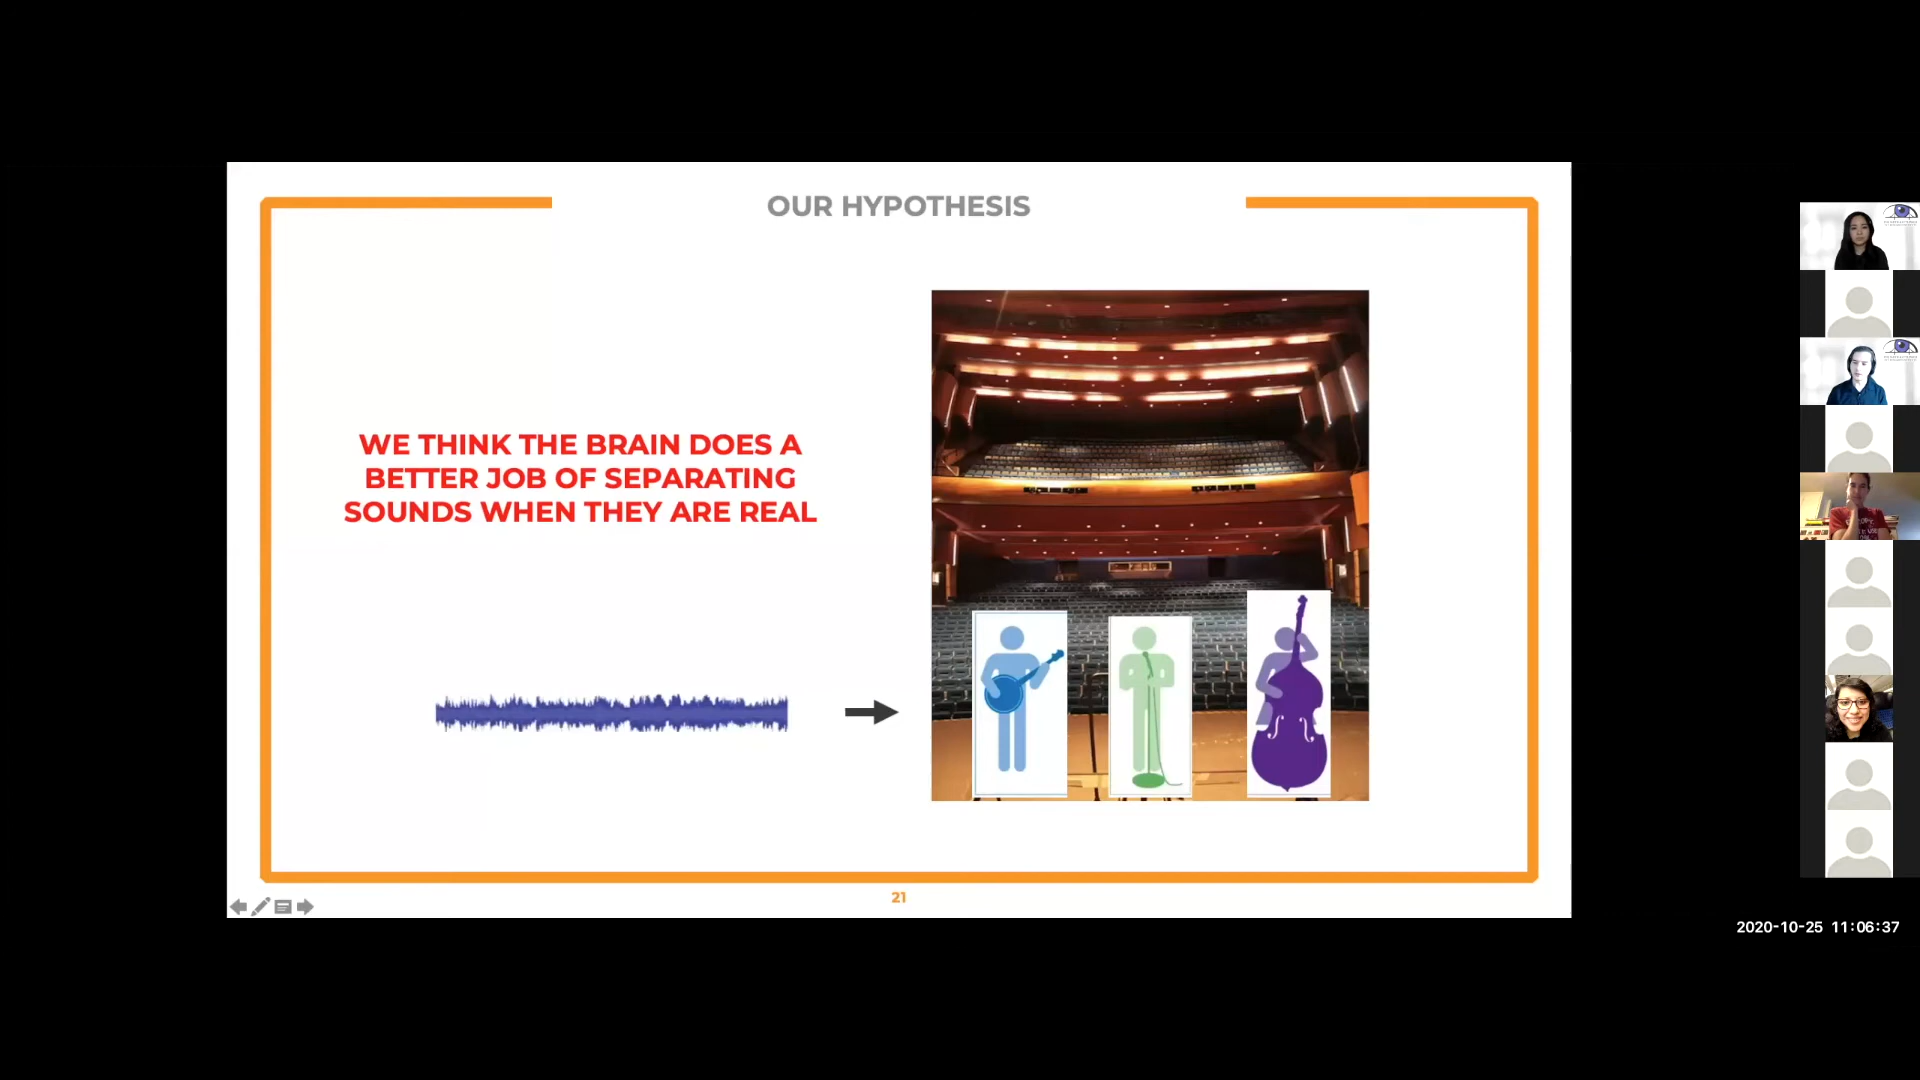 OUR HYPOTHESIS
WE THINK THE BRAIN DOES A
BETTER JOB OF SEPARATING
SOUNDS WHEN THEY ARE REAL
21
2020-10-25 11:06:37